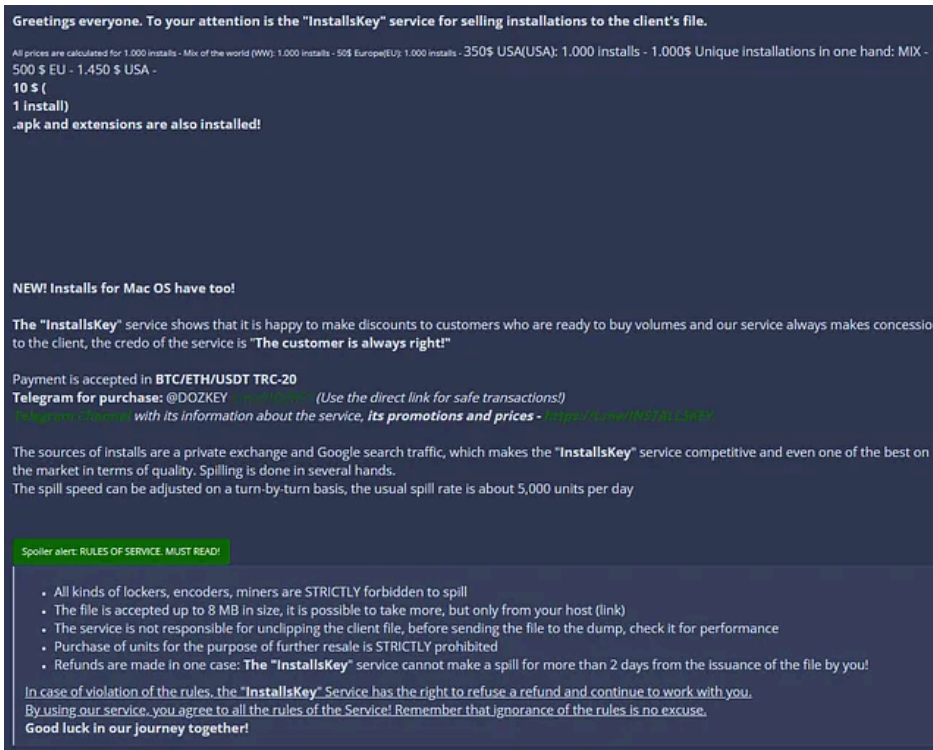 Greetings everyone. To your attention is the "InstallsKey" service for selling installations to the client's file.
All prices are calculated for 1.000 installs - Mix of the world (WW): 1.000 installs - 50$ Europe(EU): 1.000 installs - 350$ USA(USA): 1.000 installs - 1.000$ Unique installations in one hand: MIX -
500 $ EU - 1.450 $ USA -
10 $ (
1 install)
.apk and extensions are also installed!
NEW! Installs for Mac OS have too!
The "InstallsKey" service shows that it is happy to make discounts to customers who are ready to buy volumes and our service always makes concessio
to the client, the credo of the service is "The customer is always right!"
Payment is accepted in BTC/ETH/USDT TRC-20
Telegram for purchase: @DOZKEY (Use the direct link for safe transactions!)
Telegram Channel with its information about the service, its promotions and prices - https://t.me/INSTALLSKEY
The sources of installs are a private exchange and Google search traffic, which makes the "InstallsKey" service competitive and even one of the best on
the market in terms of quality. Spilling is done in several hands.
The spill speed can be adjusted on a turn-by-turn basis, the usual spill rate is about 5,000 units per day
Spoiler alert: RULES OF SERVICE. MUST READ!
• All kinds of lockers, encoders, miners are STRICTLY forbidden to spill
• The file is accepted up to 8 MB in size, it is possible to take more, but only from your host (link)
• The service is not responsible for unclipping the client file, before sending the file to the dump, check it for performance
• Purchase of units for the purpose of further resale is STRICTLY prohibited
• Refunds are made in one case: The "InstallsKey" service cannot make a spill for more than 2 days from the issuance of the file by you!
In case of violation of the rules, the "InstallsKey" Service has the right to refuse a refund and continue to work with you.
By using our service, you agree to all the rules of the Service! Remember that ignorance of the rules is no excuse.
Good luck in our journey together!